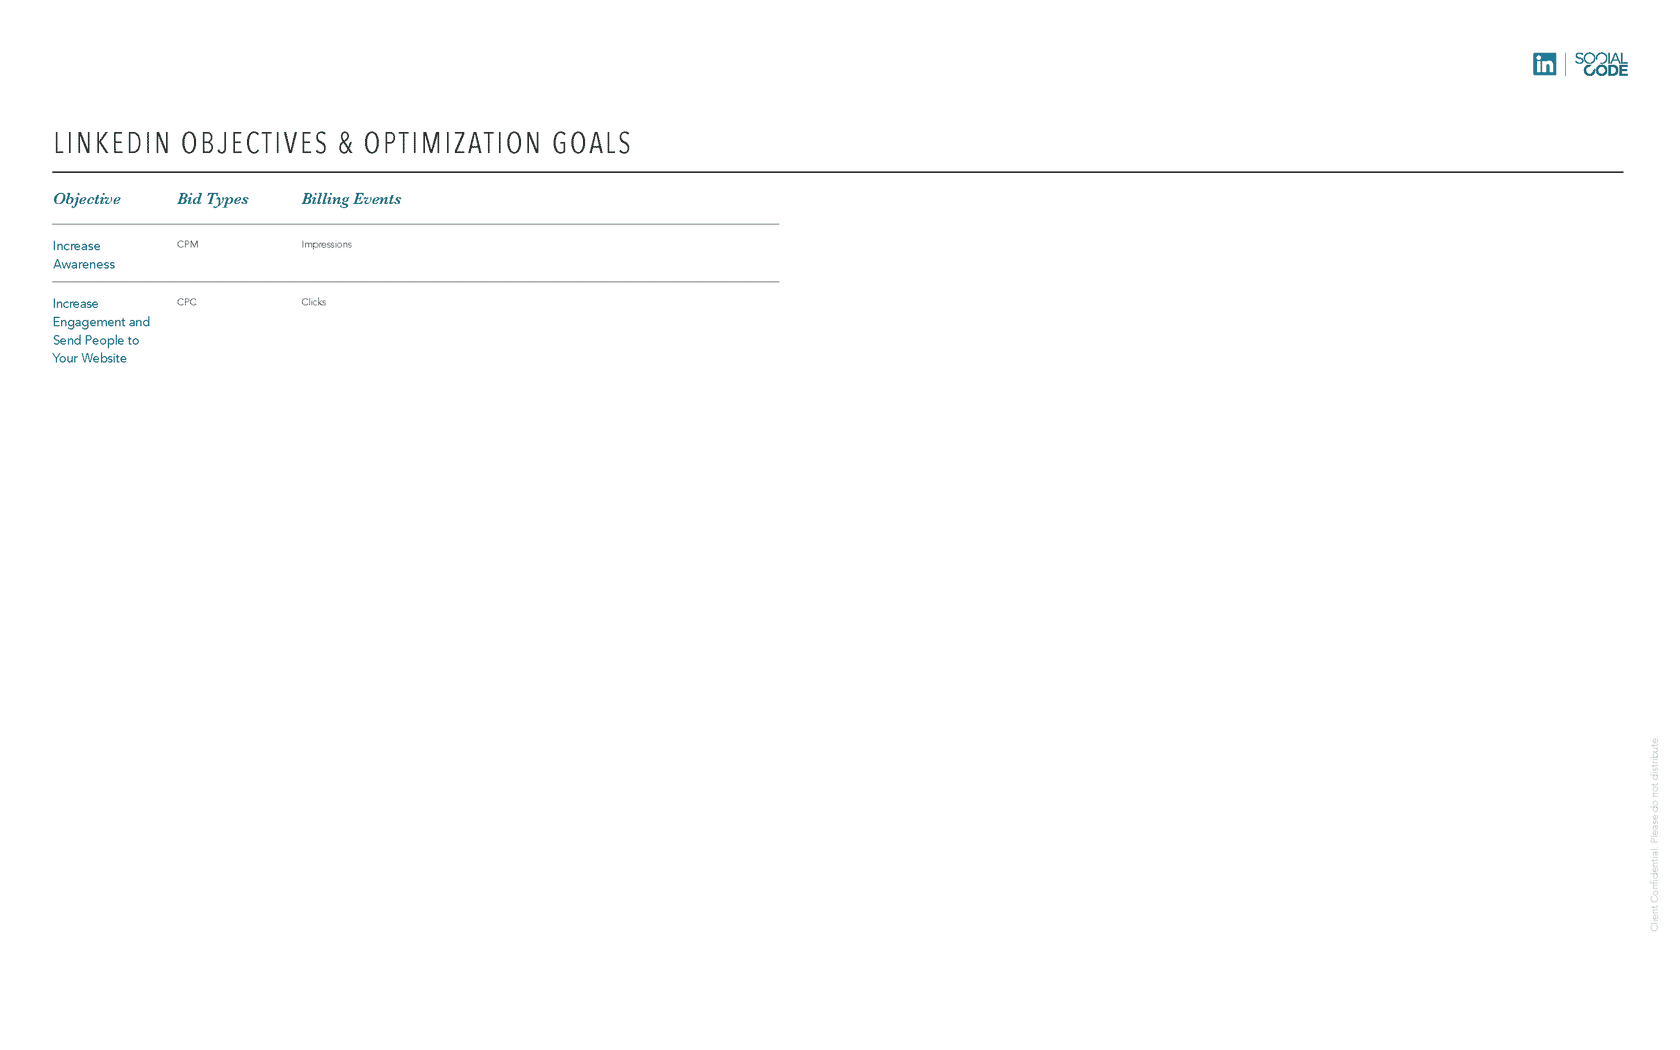 in
SOCIAL
CODE
LINKEDIN OBJECTIVES & OPTIMIZATION GOALS
Objective Bid Types Billing Events
Increase
Awareness
CPM
Impressions
Increase
Engagement and
Send People to
Your Website
CPC
Clicks
Client Confidential. Please do not distribute.